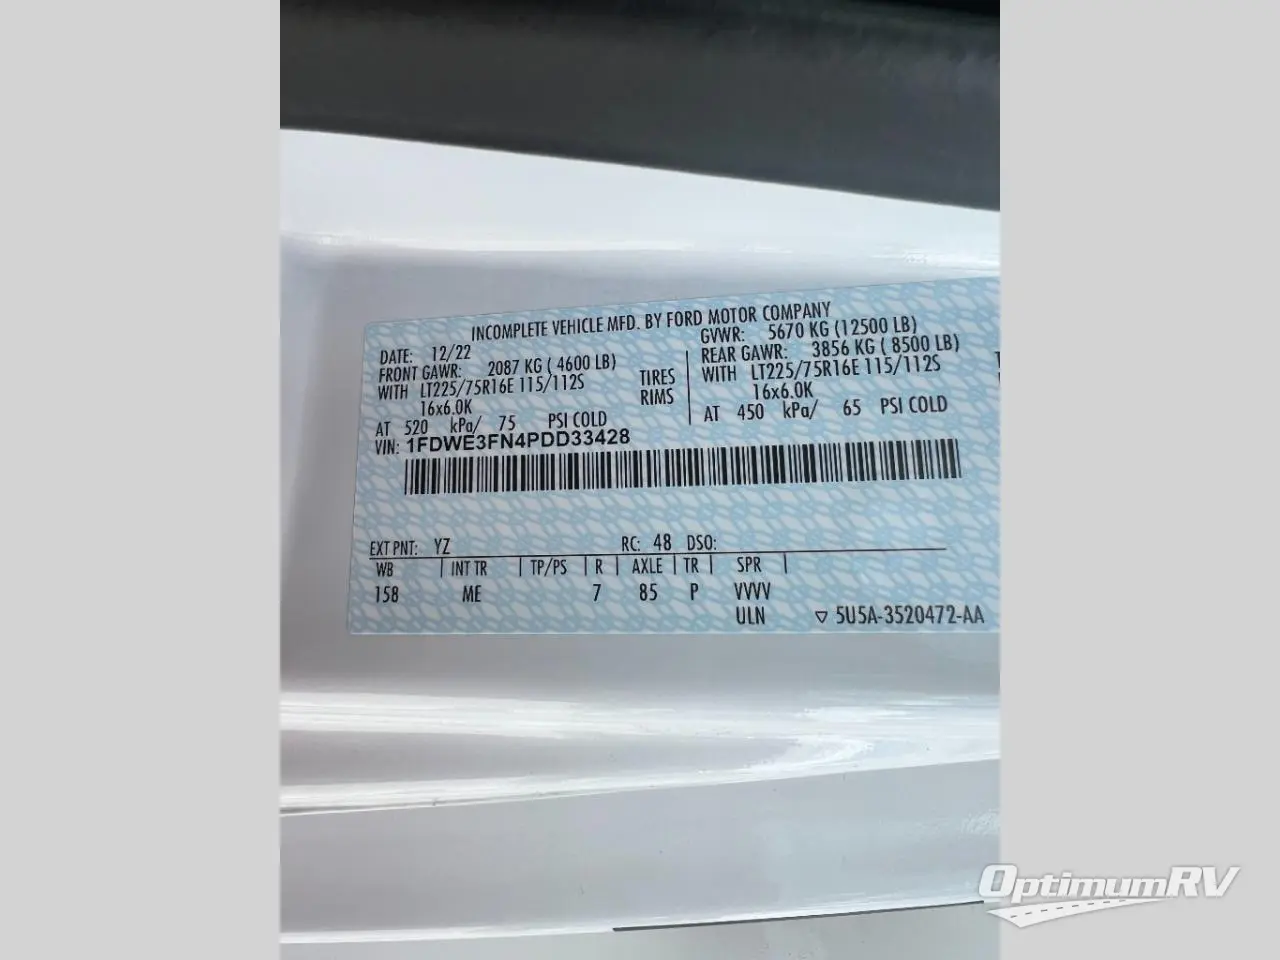 INCOMPLETE VEHICLE MFD. BY FORD MOTOR COMPANY
DATE: 12/22
GVWR: 5670 KG (12500 LB)
FRONT GAWR: 2087 KG ( 4600 LB)
REAR GAWR: 3856 KG ( 8500 LB)
WITH LT225/75R16E 115/112S
TIRES
WITH LT225/75R16E 115/112S
16x6.0K
RIMS
16x6.0K
AT 520 kPa/ 75 PSI COLD
AT 450 kPa/ 65 PSI COLD
VIN: 1FDWE3FN4PDD33428
EXT PNT: YZ RC: 48 DSO:
WB | INT TR | TP/PS | R | AXLE | TR | SPR |
158 ME 7 85 P VVVV
ULN ▽ 5U5A-3520472-AA
OptimumRV